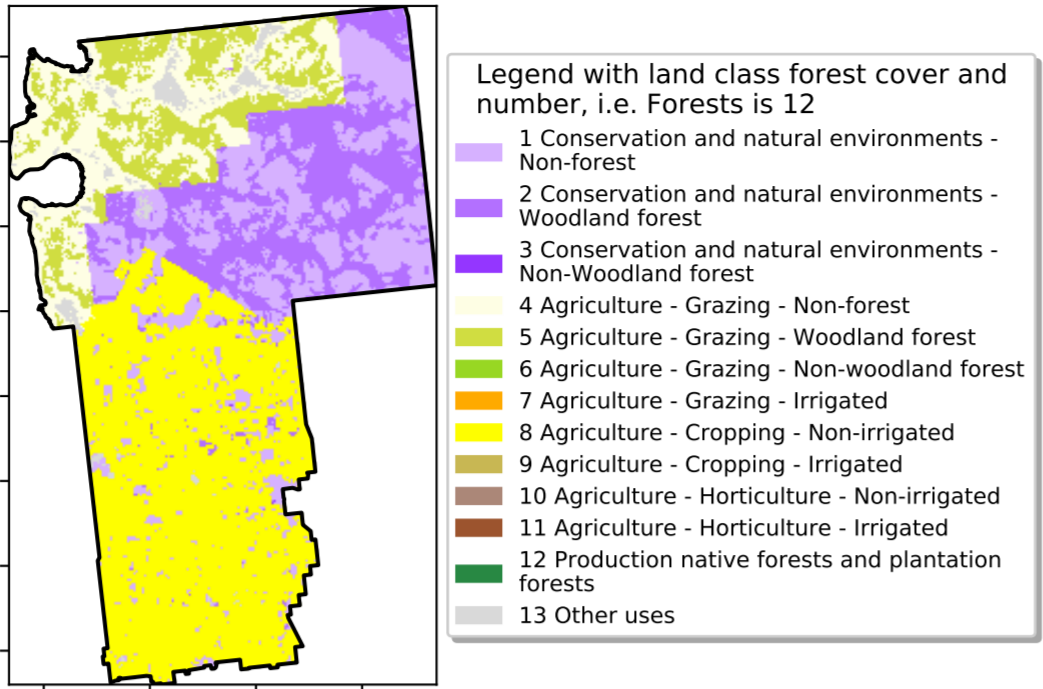 Legend with land class forest cover and
number, i.e. Forests is 12
1 Conservation and natural environments -
Non-forest
2 Conservation and natural environments -
Woodland forest
3 Conservation and natural environments -
Non-Woodland forest
4 Agriculture - Grazing - Non-forest
5 Agriculture - Grazing - Woodland forest
6 Agriculture - Grazing - Non-woodland forest
7 Agriculture - Grazing - Irrigated
8 Agriculture - Cropping - Non-irrigated
9 Agriculture - Cropping - Irrigated
10 Agriculture - Horticulture - Non-irrigated
11 Agriculture - Horticulture - Irrigated
12 Production native forests and plantation
forests
13 Other uses